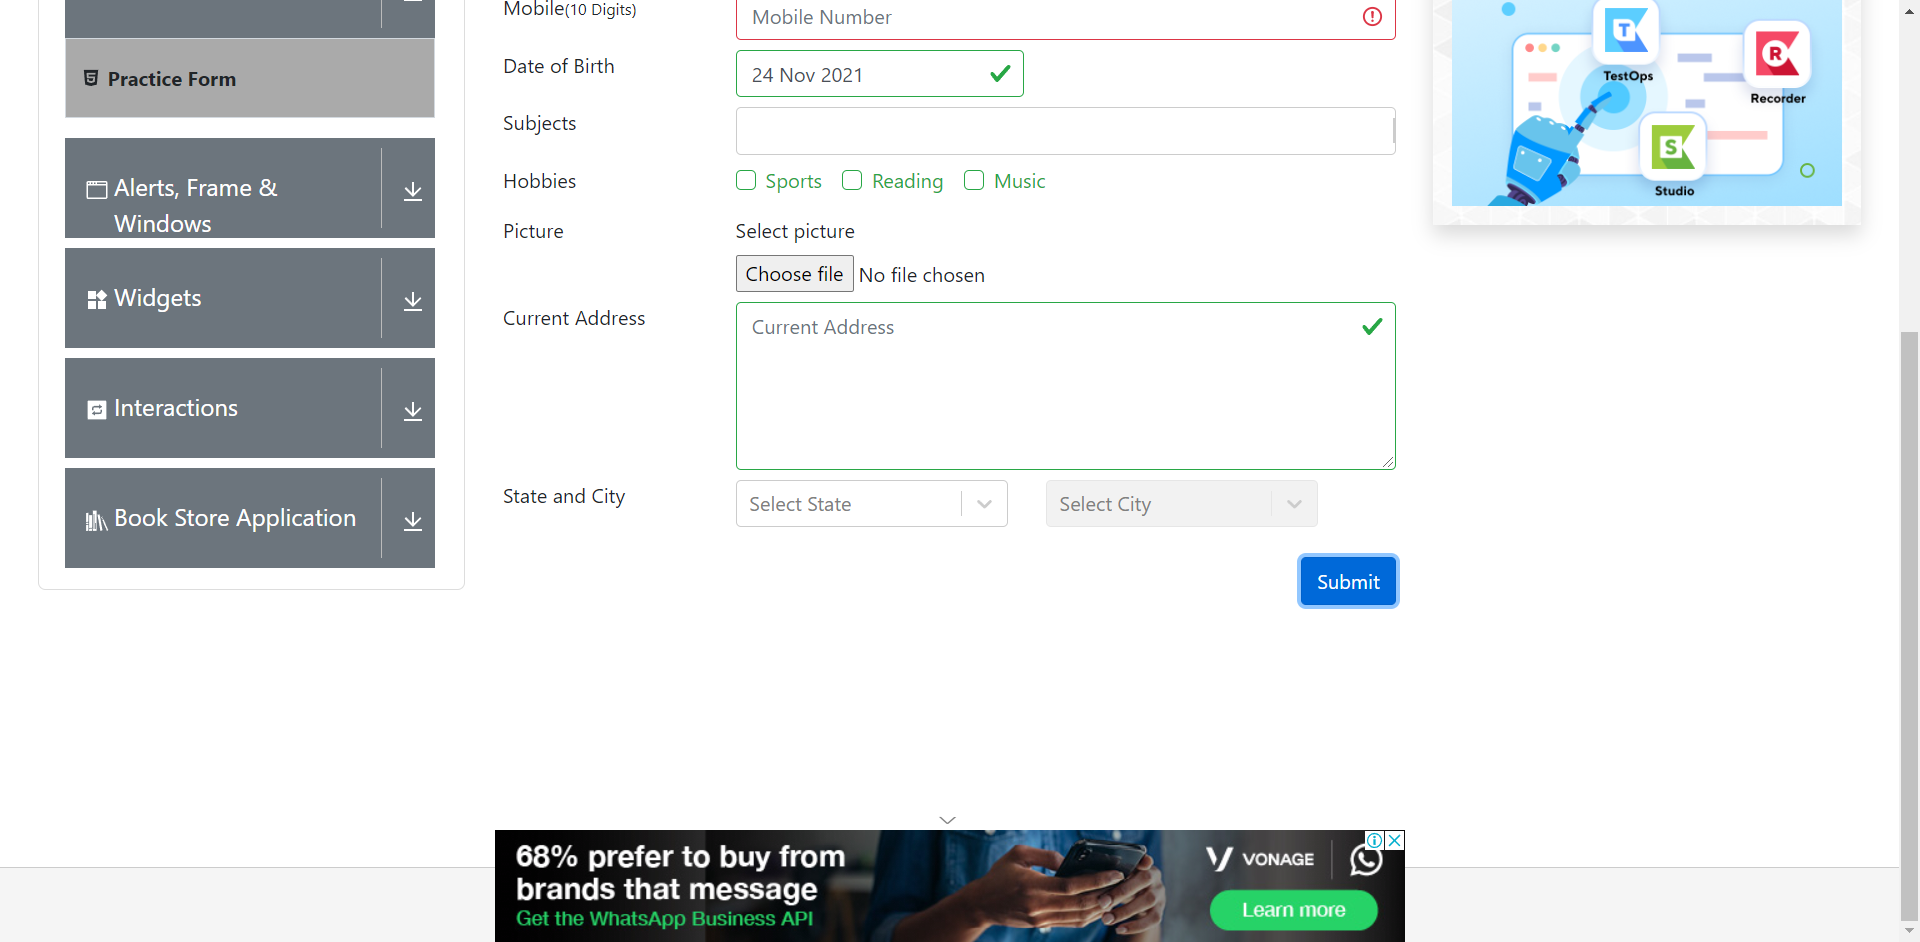 Mobile(10 Digits)
Mobile Number
Practice Form
Date of Birth
24 Nov 2021
Subjects
Hobbies
Sports
Reading
Music
Picture
Select picture
Choose file
No file chosen
Current Address
Current Address
State and City
Select State
Select City
Submit
Alerts, Frame &
Windows
Widgets
Interactions
Book Store Application
T
TestOps
R
Recorder
S
Studio
68% prefer to buy from
brands that message
Get the WhatsApp Business API
VONAGE
Learn more